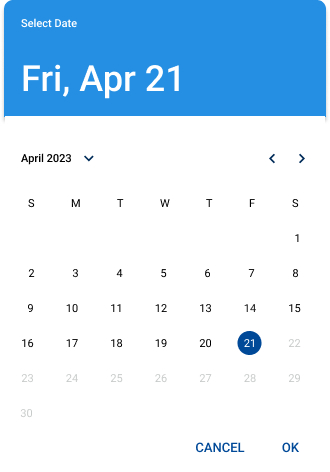 Select Date
Fri, Apr 21
April 2023
S M T W T F S
1
2 3 4 5 6 7 8
9 10 11 12 13 14 15
16 17 18 19 20 21 22
23 24 25 26 27 28 29
30
CANCEL OK